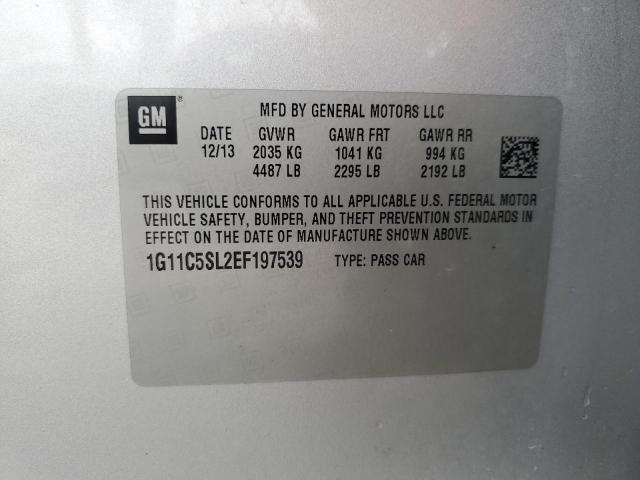 GM® MFD BY GENERAL MOTORS LLC
DATE GVWR GAWR FRT GAWR RR
12/13 2035 KG 1041 KG 994 KG
4487 LB 2295 LB 2192 LB
THIS VEHICLE CONFORMS TO ALL APPLICABLE U.S. FEDERAL MOTOR
VEHICLE SAFETY, BUMPER, AND THEFT PREVENTION STANDARDS IN
EFFECT ON THE DATE OF MANUFACTURE SHOWN ABOVE.
1G11C5SL2EF197539 TYPE: PASS CAR